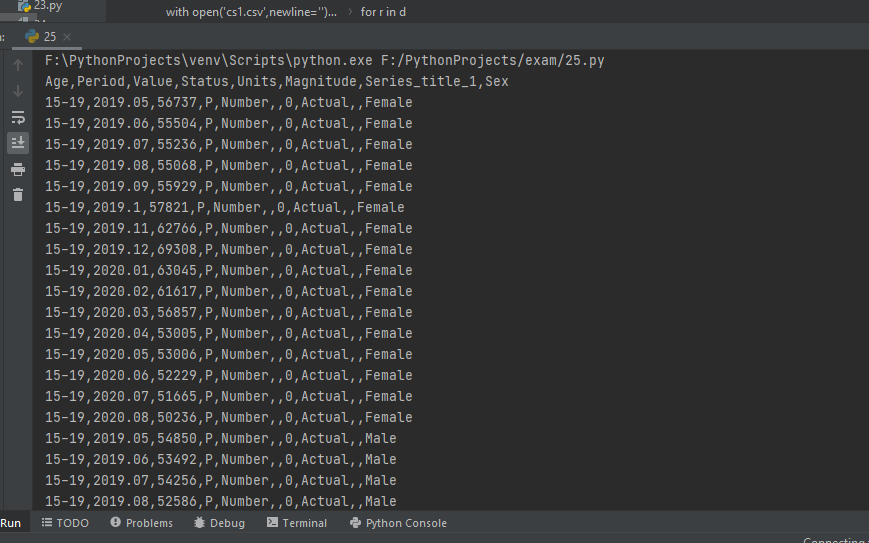 23.py
with open('cs1.csv',newline='')... > for r in d
25 ×
F:\PythonProjects\venv\Scripts\python.exe F:/PythonProjects/exam/25.py
Age,Period,Value,Status,Units,Magnitude,Series_title_1,Sex
15-19,2019.05,56737,P,Number,,0,Actual,,Female
15-19,2019.06,55504,P,Number,,0,Actual,,Female
15-19,2019.07,55236,P,Number,,0,Actual,,Female
15-19,2019.08,55068,P,Number,,0,Actual,,Female
15-19,2019.09,55929,P,Number,,0,Actual,,Female
15-19,2019.1,57821,P,Number,,0,Actual,,Female
15-19,2019.11,62766,P,Number,,0,Actual,,Female
15-19,2019.12,69308,P,Number,,0,Actual,,Female
15-19,2020.01,63045,P,Number,,0,Actual,,Female
15-19,2020.02,61617,P,Number,,0,Actual,,Female
15-19,2020.03,56857,P,Number,,0,Actual,,Female
15-19,2020.04,53005,P,Number,,0,Actual,,Female
15-19,2020.05,53006,P,Number,,0,Actual,,Female
15-19,2020.06,52229,P,Number,,0,Actual,,Female
15-19,2020.07,51665,P,Number,,0,Actual,,Female
15-19,2020.08,50236,P,Number,,0,Actual,,Female
15-19,2019.05,54850,P,Number,,0,Actual,,Male
15-19,2019.06,53492,P,Number,,0,Actual,,Male
15-19,2019.07,54256,P,Number,,0,Actual,,Male
15-19,2019.08,52586,P,Number,,0,Actual,,Male
Run TODO Problems Debug Terminal Python Console